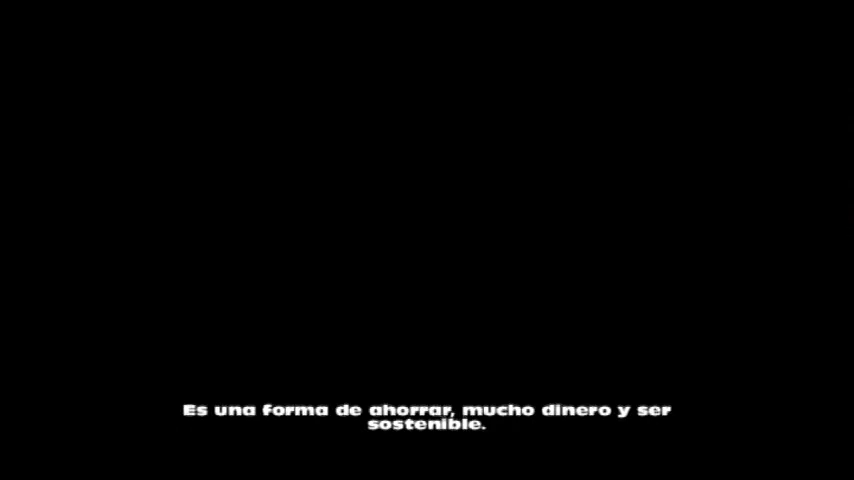 Es una forma de ahorrar, mucho dinero y ser
sostenible.